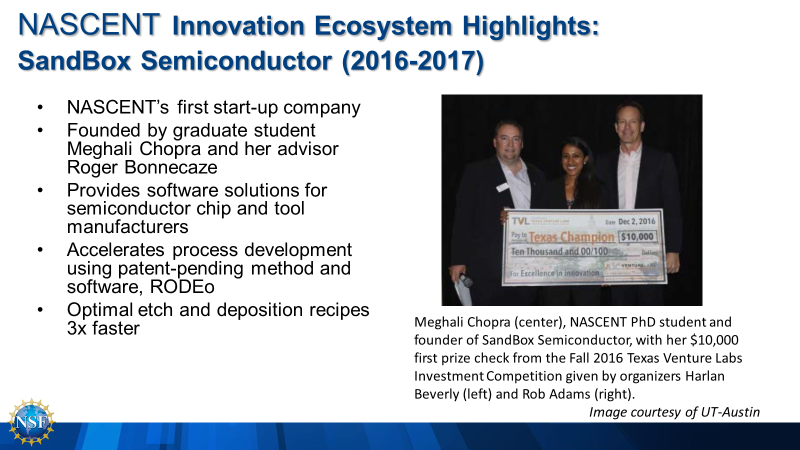 NASCENT Innovation Ecosystem Highlights:
SandBox Semiconductor (2016-2017)
• NASCENT's first start-up company
• Founded by graduate student
Meghali Chopra and her advisor
Roger Bonnecaze
• Provides software solutions for
semiconductor chip and tool
manufacturers
• Accelerates process development
using patent-pending method and
software, RODEo
• Optimal etch and deposition recipes
3x faster
TVL
Date Dec 2, 2016
Pay to Texas Champion $10,000
Ten Thousand and 00/100 Dollars
For Excellence in innovation
Meghali Chopra (center), NASCENT PhD student and
founder of SandBox Semiconductor, with her $10,000
first prize check from the Fall 2016 Texas Venture Labs
Investment Competition given by organizers Harlan
Beverly (left) and Rob Adams (right).
Image courtesy of UT-Austin
NSF